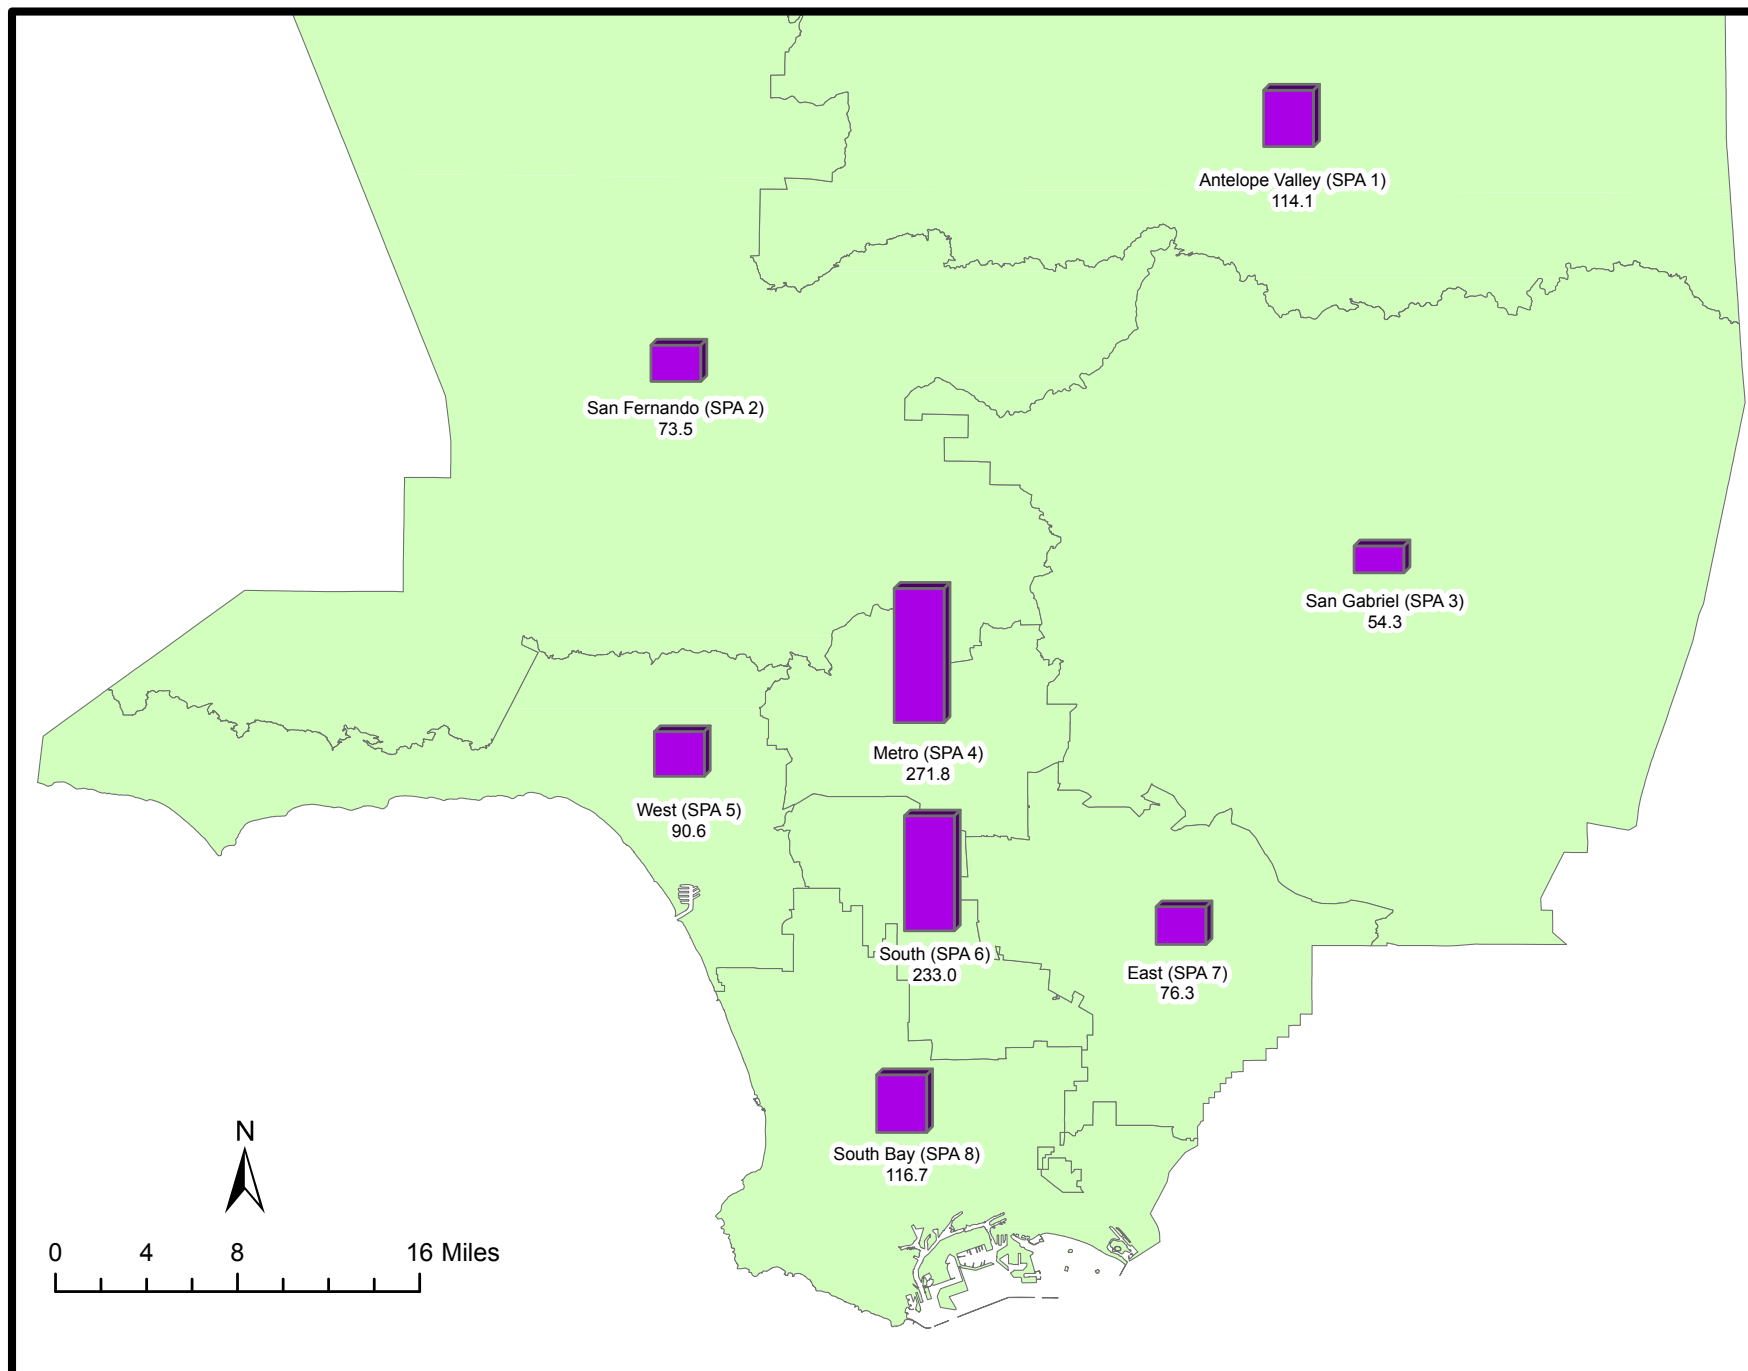 Antelope Valley (SPA 1)
114.1
San Fernando (SPA 2)
73.5
San Gabriel (SPA 3)
54.3
Metro (SPA 4)
271.8
West (SPA 5)
90.6
South (SPA 6)
233.0
East (SPA 7)
76.3
South Bay (SPA 8)
116.7
N
0 4 8 16 Miles